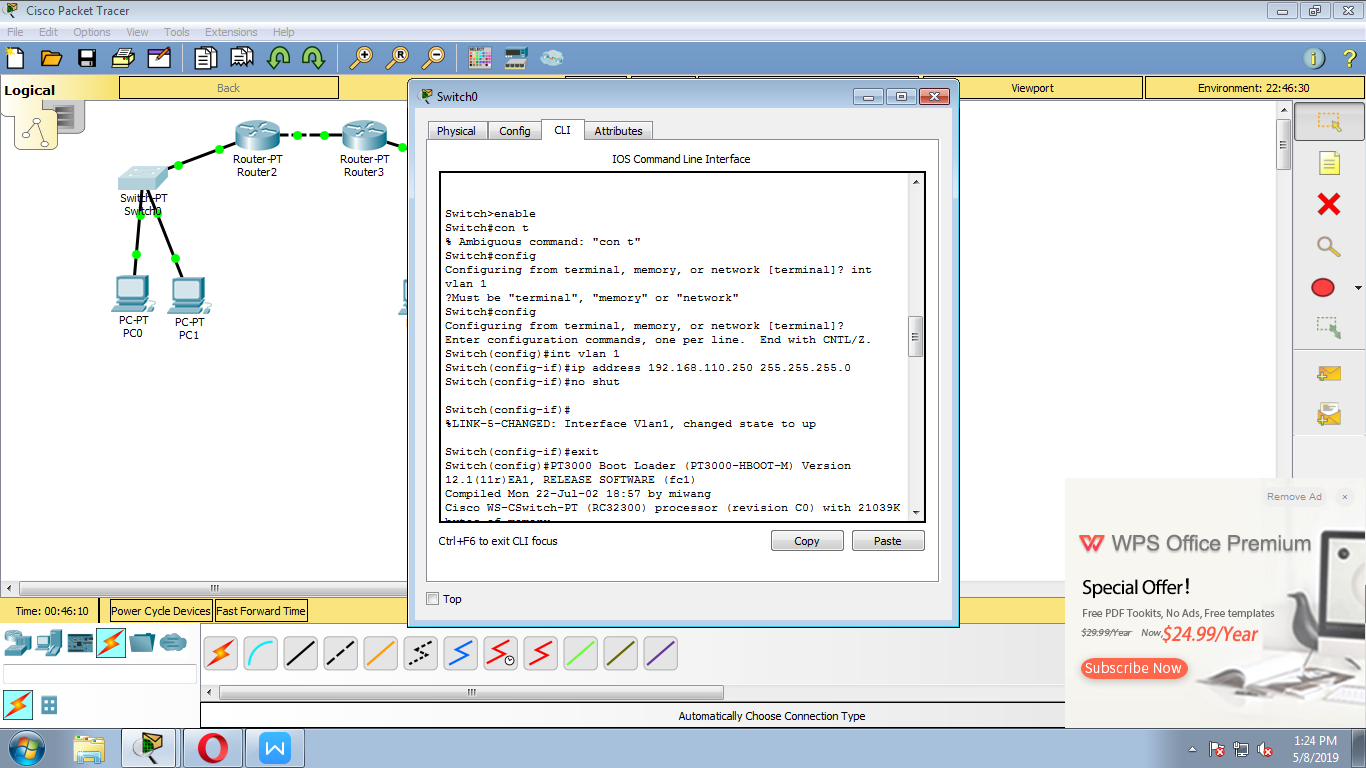 Cisco Packet Tracer
File Edit Options View Tools Extensions Help
Logical
Back
Viewport
Environment: 22:46:30
Router-PT
Router2
Router-PT
Router3
Switch-PT
Switch0
PC-PT
PC0
PC-PT
PC1
Switch0
Physical Config CLI Attributes
IOS Command Line Interface
Switch>enable
Switch#con t
% Ambiguous command: "con t"
Switch#config
Configuring from terminal, memory, or network [terminal]? int
vlan 1
?Must be "terminal", "memory" or "network"
Switch#config
Configuring from terminal, memory, or network [terminal]?
Enter configuration commands, one per line.  End with CNTL/Z.
Switch(config)#int vlan 1
Switch(config-if)#ip address 192.168.110.250 255.255.255.0
Switch(config-if)#no shut
Switch(config-if)#
%LINK-5-CHANGED: Interface Vlan1, changed state to up
Switch(config-if)#exit
Switch(config)#PT3000 Boot Loader (PT3000-HBOOT-M) Version
12.1(11r)EA1, RELEASE SOFTWARE (fc1)
Compiled Mon 22-Jul-02 18:57 by miwang
Cisco WS-CSwitch-PT (RC32300) processor (revision C0) with 21039K
bytes of memory.
Ctrl+F6 to exit CLI focus
Copy Paste
Top
Time: 00:46:10
Power Cycle Devices
Fast Forward Time
Automatically Choose Connection Type
Remove Ad ×
WPS Office Premium
Special Offer!
Free PDF Tookits, No Ads, Free templates
$29.99/Year Now $24.99/Year
Subscribe Now
1:24 PM
5/8/2019